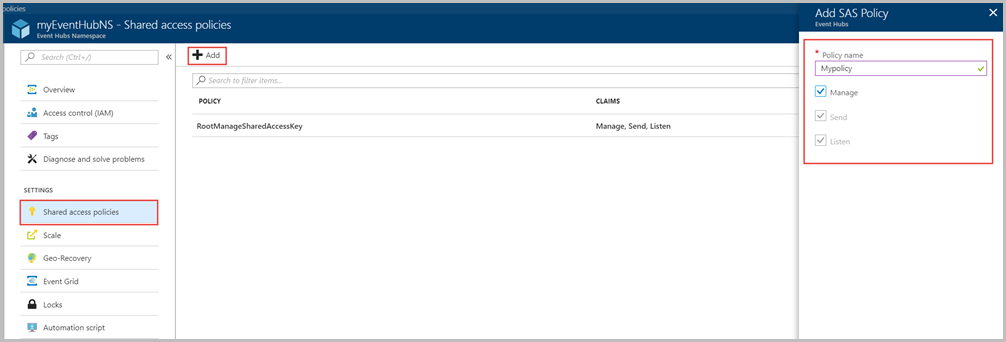 policies
myEventHubNS - Shared access policies
Event Hubs Namespace
Search (Ctrl+/)
«
Overview
Access control (IAM)
Tags
Diagnose and solve problems
SETTINGS
Shared access policies
Scale
Geo-Recovery
Event Grid
Locks
Automation script
Add
Search to filter items...
POLICY CLAIMS
RootManageSharedAccessKey Manage, Send, Listen
Add SAS Policy
Event Hubs
* Policy name
Mypolicy
Manage
Send
Listen